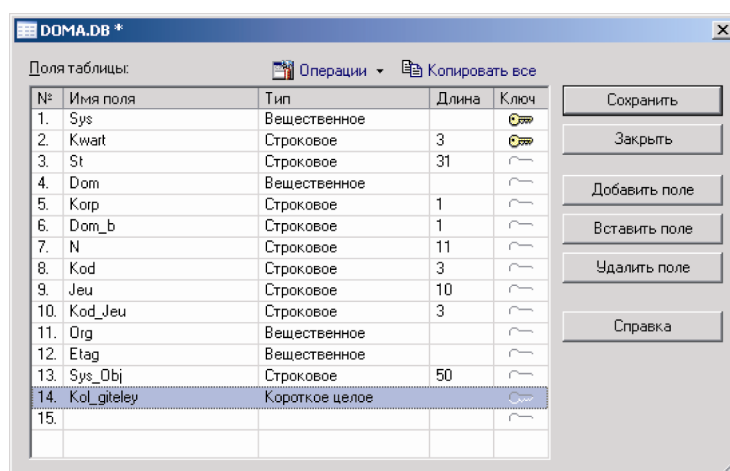 DOMA.DB *
Поля таблицы: Операции Копировать все
№ Имя поля Тип Длина Ключ
1. Sys Вещественное
2. Kwart Строковое 3
3. St Строковое 31
4. Dom Вещественное
5. Korp Строковое 1
6. Dom_b Строковое 1
7. N Строковое 11
8. Kod Строковое 3
9. Jeu Строковое 10
10. Kod_Jeu Строковое 3
11. Org Вещественное
12. Etag Вещественное
13. Sys_Obj Строковое 50
14. Kol_giteley Короткое целое
15.
Сохранить
Закрыть
Добавить поле
Вставить поле
Удалить поле
Справка